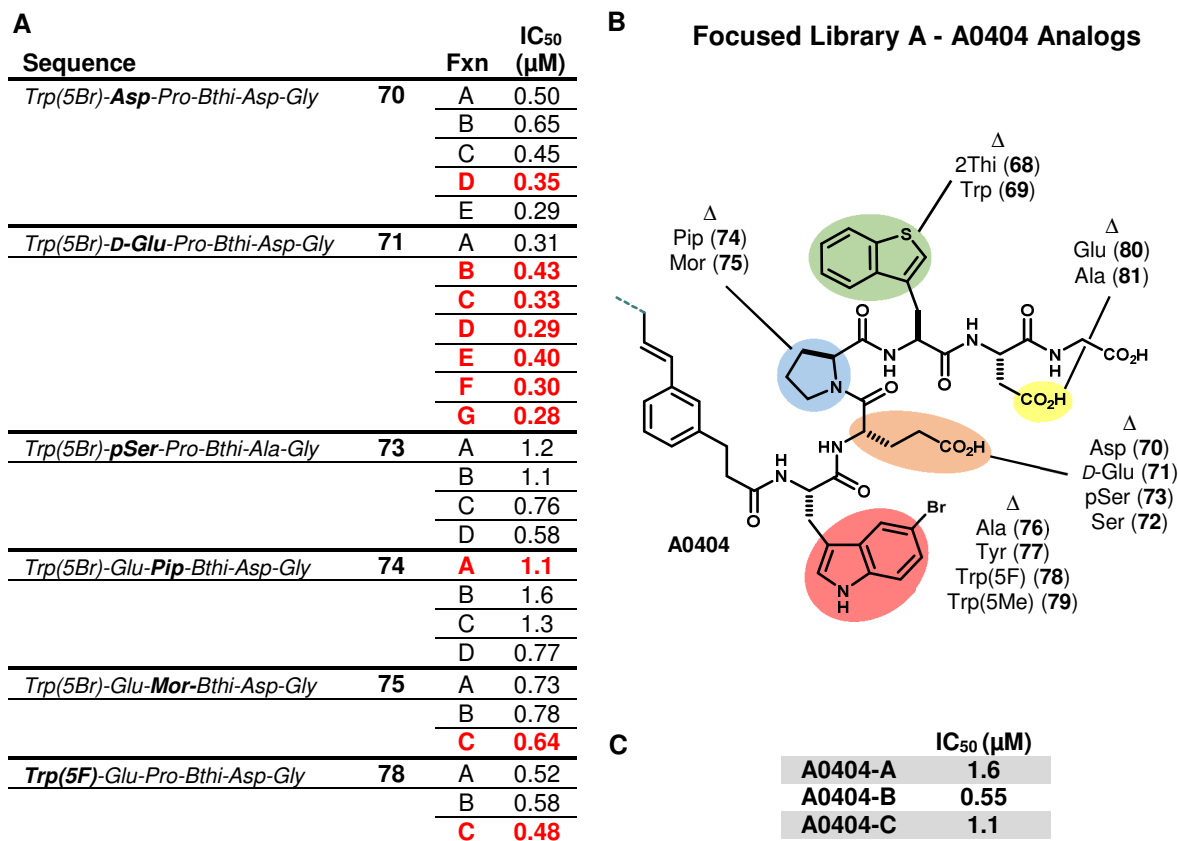 A
IC50
Sequence Fxn (µM)
Trp(5Br)-Asp-Pro-Bthi-Asp-Gly 70 A 0.50
B 0.65
C 0.45
D 0.35
E 0.29
Trp(5Br)-D-Glu-Pro-Bthi-Asp-Gly 71 A 0.31
B 0.43
C 0.33
D 0.29
E 0.40
F 0.30
G 0.28
Trp(5Br)-pSer-Pro-Bthi-Ala-Gly 73 A 1.2
B 1.1
C 0.76
D 0.58
Trp(5Br)-Glu-Pip-Bthi-Asp-Gly 74 A 1.1
B 1.6
C 1.3
D 0.77
Trp(5Br)-Glu-Mor-Bthi-Asp-Gly 75 A 0.73
B 0.78
C 0.64
Trp(5F)-Glu-Pro-Bthi-Asp-Gly 78 A 0.52
B 0.58
C 0.48
B
Focused Library A - A0404 Analogs
Δ
2Thi (68)
Trp (69)
Δ
Pip (74)
Mor (75)
Δ
Glu (80)
Ala (81)
S
O
N
H
O
H
N
O
N
H
CO2H
CO2H
N
O
HN
CO2H
O
H
N
O
Br
N
H
A0404
Δ
Asp (70)
D-Glu (71)
pSer (73)
Ser (72)
Δ
Ala (76)
Tyr (77)
Trp(5F) (78)
Trp(5Me) (79)
C
IC50 (µM)
A0404-A 1.6
A0404-B 0.55
A0404-C 1.1